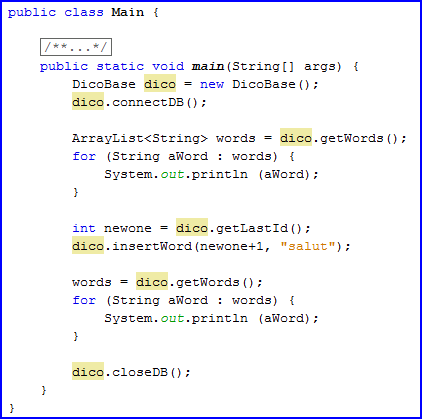 public class Main {
/**...*/
public static void main(String[] args) {
DicoBase dico = new DicoBase();
dico.connectDB();
ArrayList<String> words = dico.getWords();
for (String aWord : words) {
System.out.println (aWord);
}
int newone = dico.getLastId();
dico.insertWord(newone+1, "salut");
words = dico.getWords();
for (String aWord : words) {
System.out.println (aWord);
}
dico.closeDB();
}
}